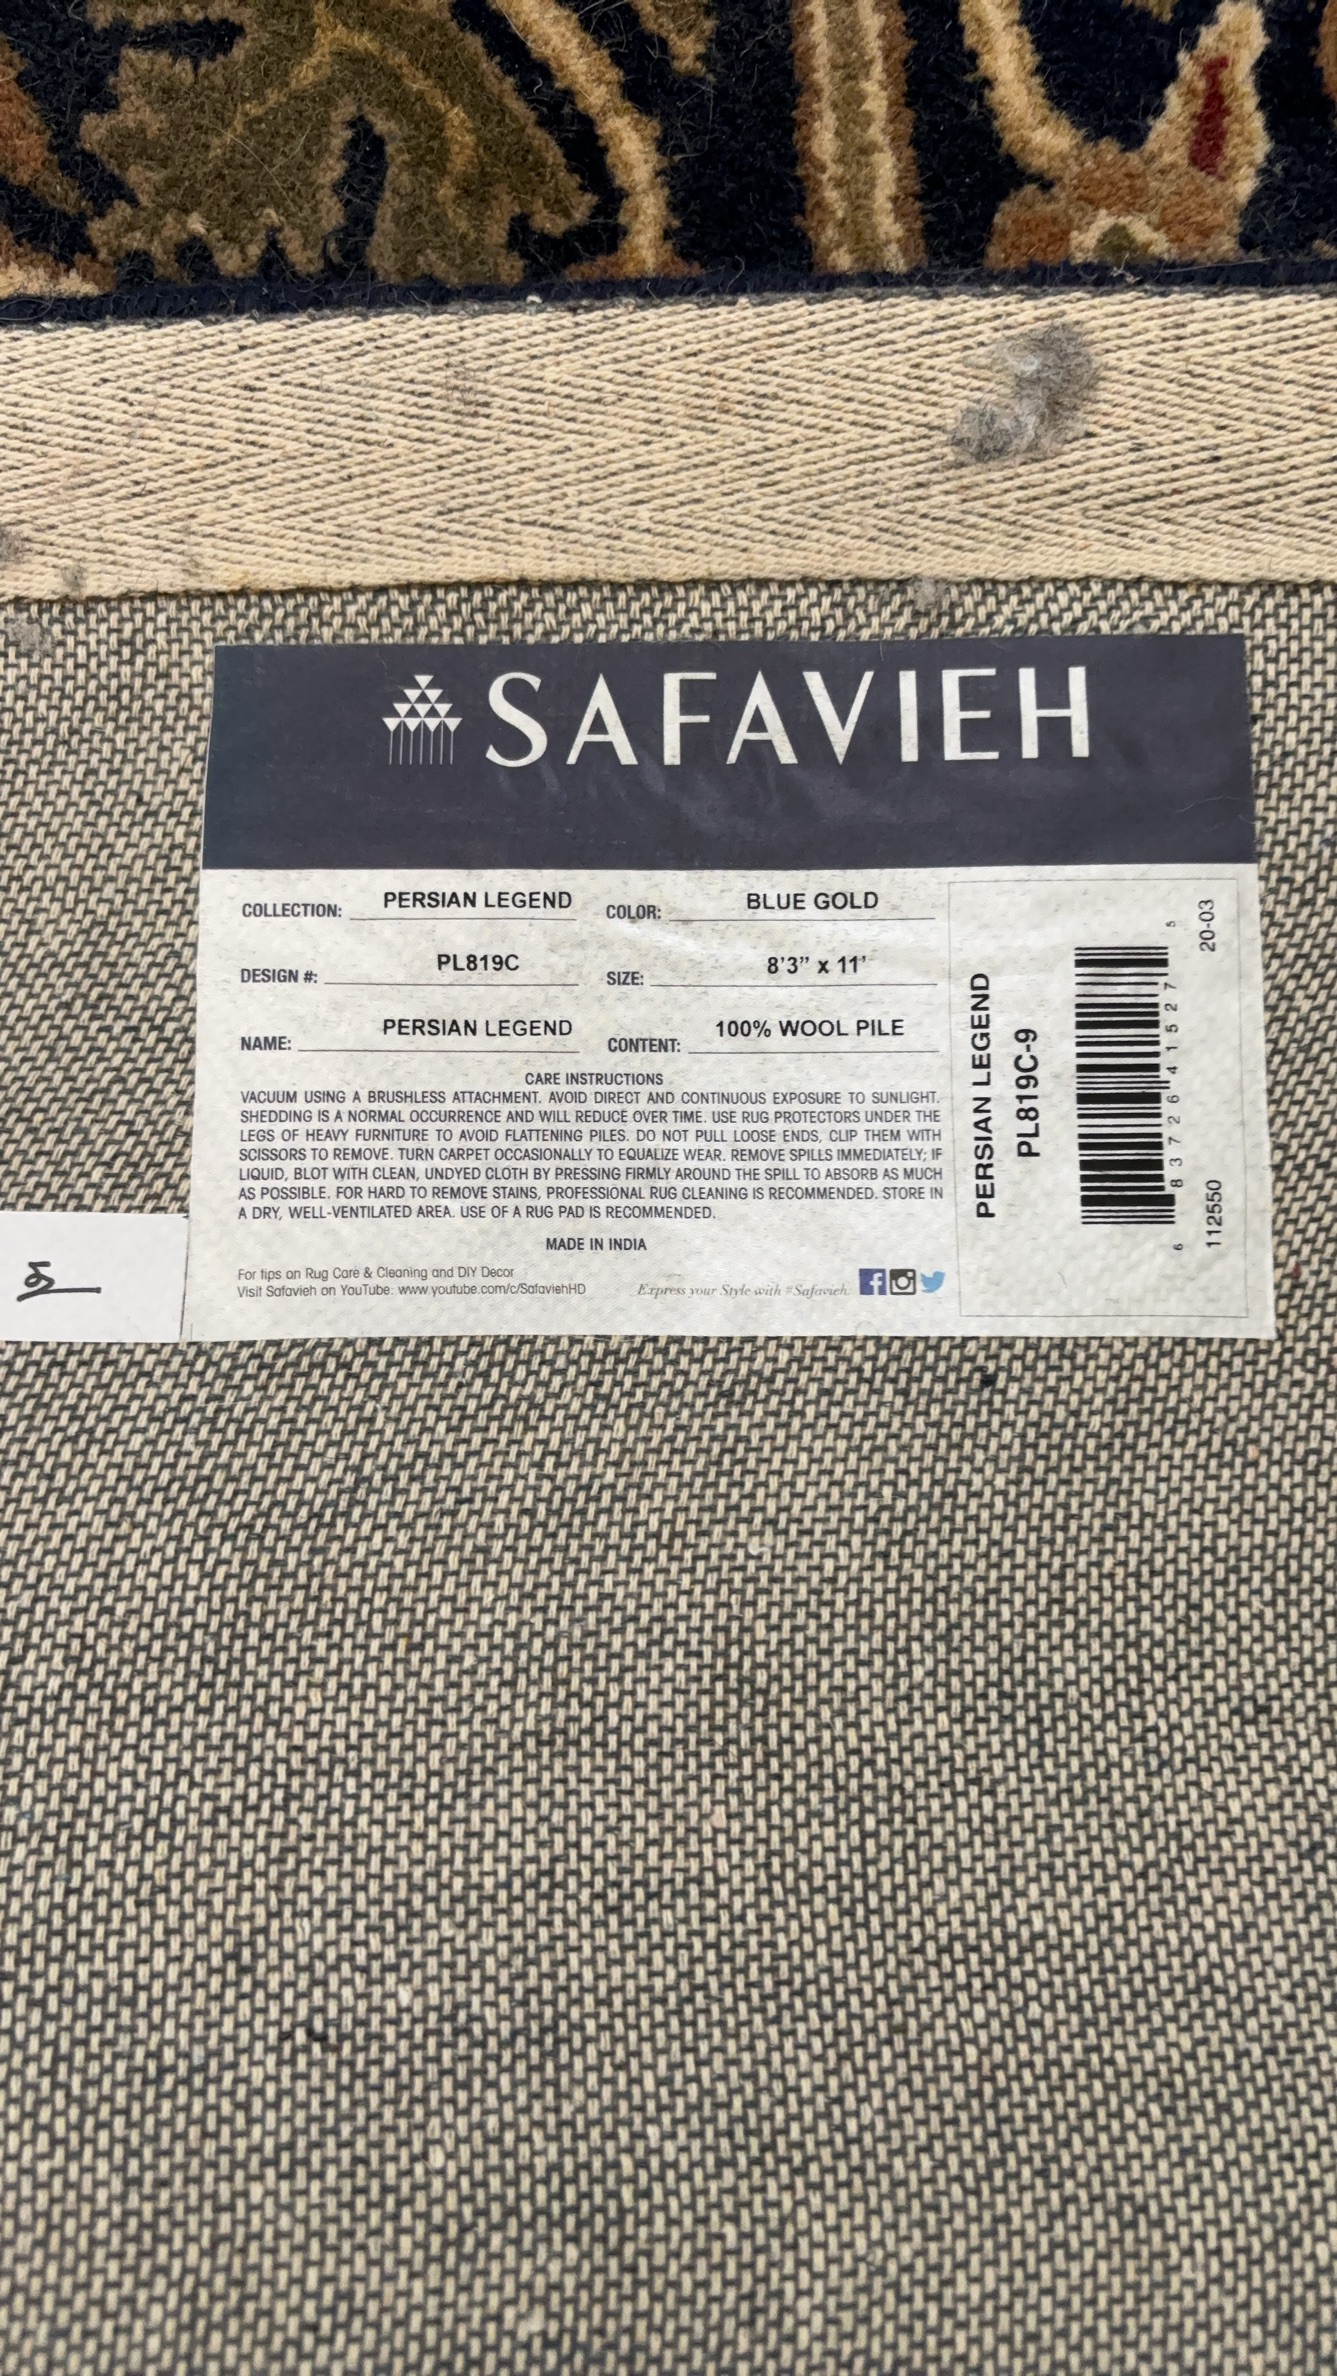 SAFAVIEH
COLLECTION: PERSIAN LEGEND
COLOR: BLUE GOLD
DESIGN #: PL819C
SIZE: 8'3" x 11'
NAME: PERSIAN LEGEND
CONTENT: 100% WOOL PILE
CARE INSTRUCTIONS
VACUUM USING A BRUSHLESS ATTACHMENT. AVOID DIRECT AND CONTINUOUS EXPOSURE TO SUNLIGHT.
SHEDDING IS A NORMAL OCCURRENCE AND WILL REDUCE OVER TIME. USE RUG PROTECTORS UNDER THE
LEGS OF HEAVY FURNITURE TO AVOID FLATTENING PILES. DO NOT PULL LOOSE ENDS, CLIP THEM WITH
SCISSORS TO REMOVE. TURN CARPET OCCASIONALLY TO EQUALIZE WEAR. REMOVE SPILLS IMMEDIATELY; IF
LIQUID, BLOT WITH CLEAN, UNDYED CLOTH BY PRESSING FIRMLY AROUND THE SPILL TO ABSORB AS MUCH
AS POSSIBLE. FOR HARD TO REMOVE STAINS, PROFESSIONAL RUG CLEANING IS RECOMMENDED. STORE IN
A DRY, WELL-VENTILATED AREA. USE OF A RUG PAD IS RECOMMENDED.
MADE IN INDIA
For tips on Rug Care & Cleaning and DIY Decor
Visit Safavieh on YouTube: www.youtube.com/c/SafaviehHD
Express your Style with #Safavieh.
PERSIAN LEGEND
PL819C-9
6 83726 41527 5
112550
20-03